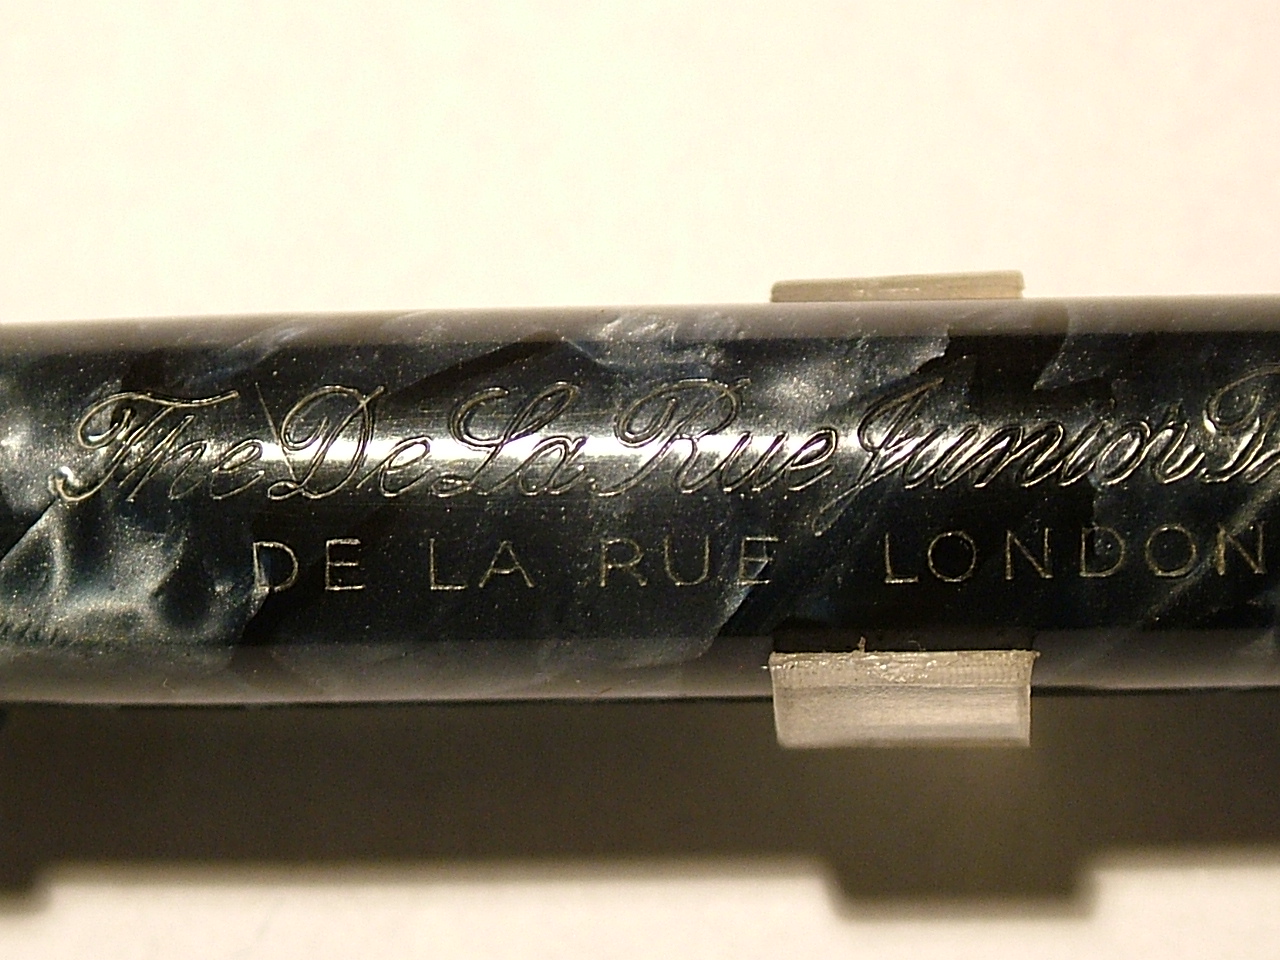 The De La Rue Junior
DE LA RUE LONDON